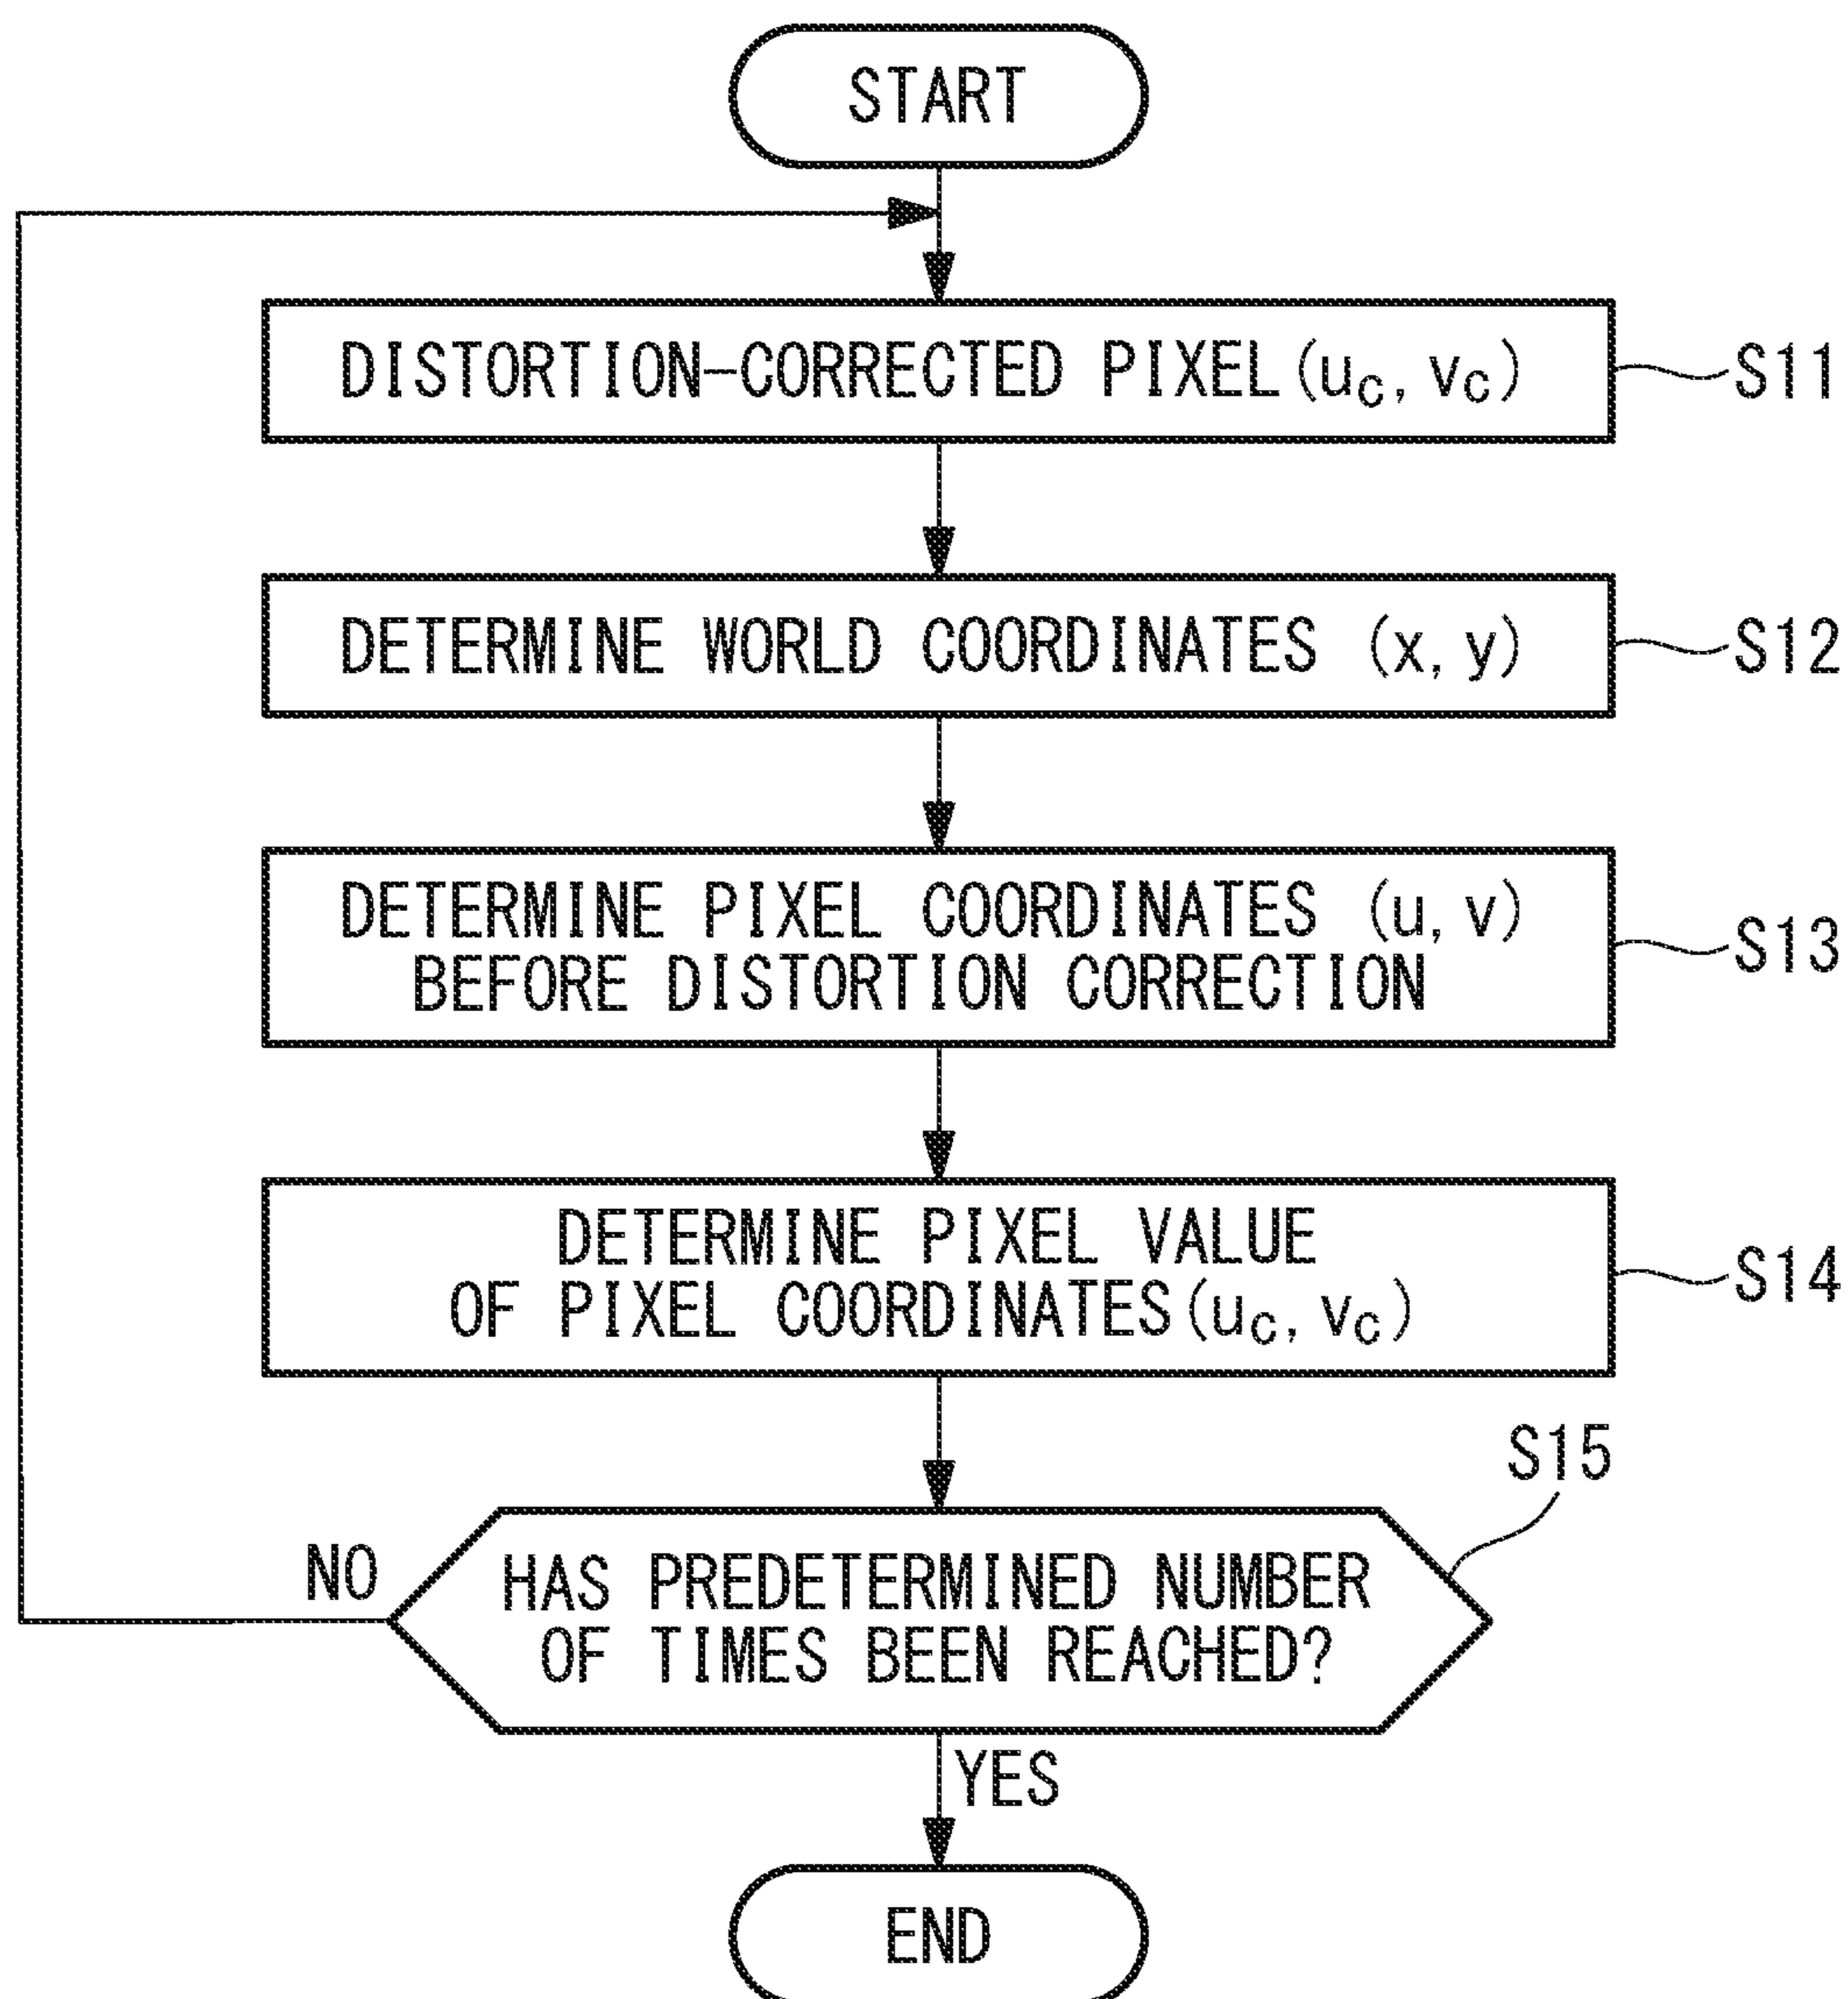 START
DISTORTION-CORRECTED PIXEL(uc, vc)
S11
DETERMINE WORLD COORDINATES (x, y)
S12
DETERMINE PIXEL COORDINATES (u, v)
BEFORE DISTORTION CORRECTION
S13
DETERMINE PIXEL VALUE
OF PIXEL COORDINATES(uc, vc)
S14
S15
NO
HAS PREDETERMINED NUMBER
OF TIMES BEEN REACHED?
YES
END